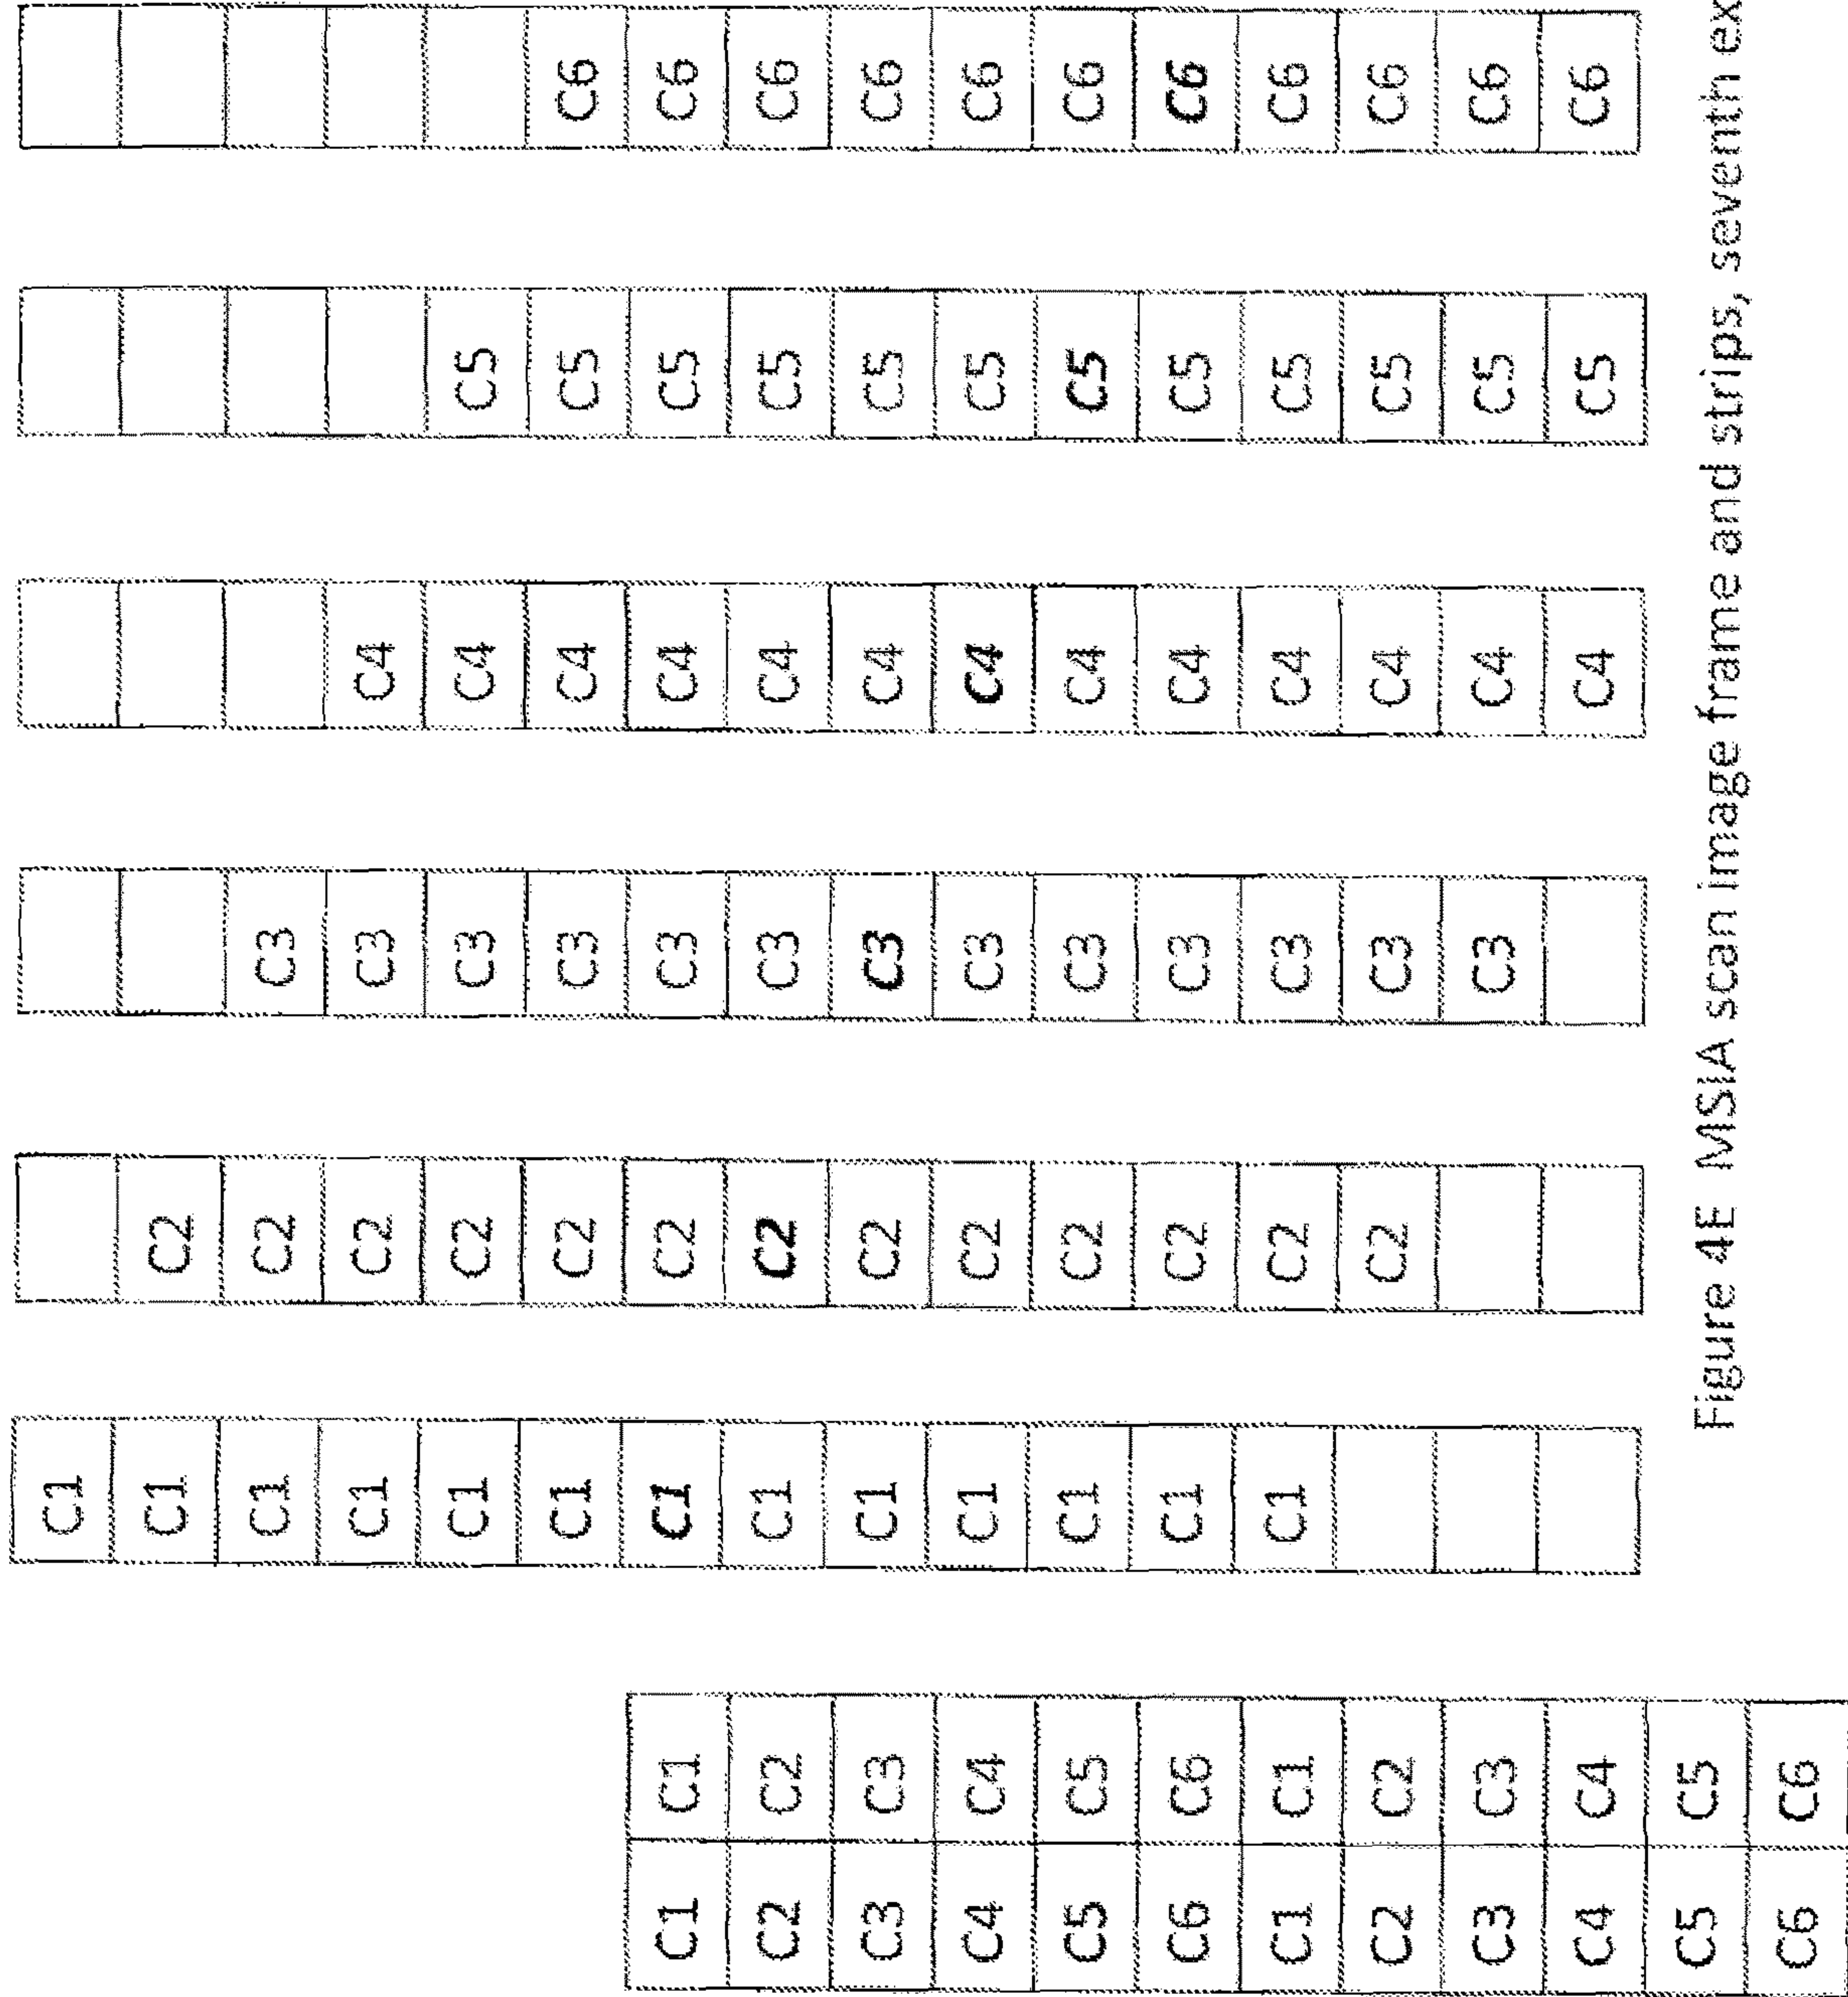 C1
C1 C2
C1 C2 C3
C1 C2 C3 C4
C1 C2 C3 C4 C5
C1 C2 C3 C4 C5 C6
C1 C1 C1 C2 C3 C4 C5 C6
C2 C2 C1 C2 C3 C4 C5 C6
C3 C3 C1 C2 C3 C4 C5 C6
C4 C4 C1 C2 C3 C4 C5 C6
C5 C5 C1 C2 C3 C4 C5 C6
C6 C6 C1 C2 C3 C4 C5 C6
C1 C1 C1 C2 C3 C4 C5 C6
C2 C2 C2 C3 C4 C5 C6
C3 C3 C3 C4 C5 C6
C4 C4 C4 C5 C6
C5 C5
C6 C6
Figure 4E MSIA scan image frame and strips, seventh ex